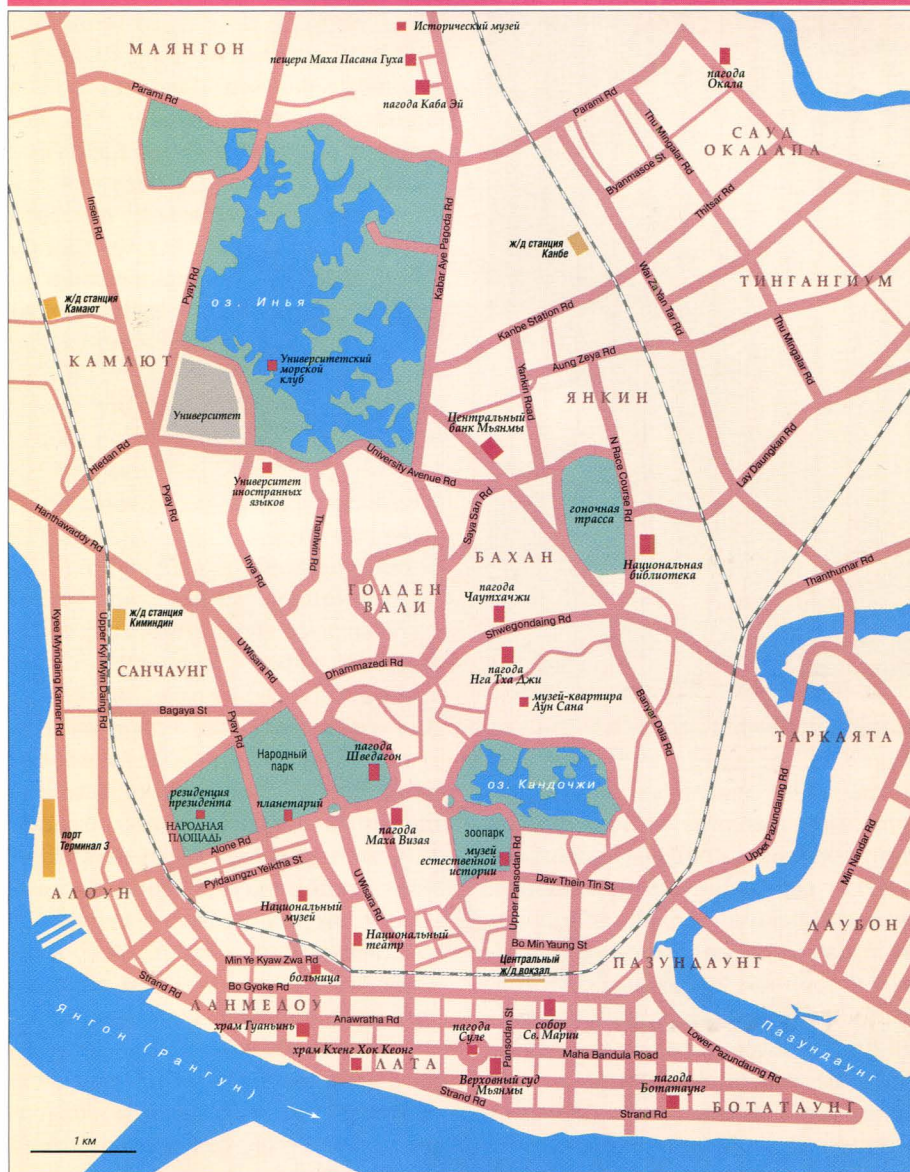 Исторический музей
МАЯНГОН
пещера Маха Пасана Гуха
пагода
Окала
Parami Rd
пагода Каба Эй
Parami Rd
Thu Mingalar Rd
САУД
ОКАЛАПА
Byanmasoe St
Thitsar Rd
Insein Rd
Kabar Aye Pagoda Rd
ж/д станция
Канбе
Pyay Rd
Wai Za Yan Tar Rd
ТИНГАНГИУМ
ж/д станция
Камают
оз. Инья
Kanbe Station Rd
Thu Mingalar Rd
КАМАЮТ
Университетский
морской
клуб
Yankin Road
Aung Zeya Rd
ЯНКИН
Университет
Центральный
банк Мьянмы
N Race Course Rd
Hledan Rd
University Avenue Rd
Lay Daungkan Rd
Университет
иностранных
языков
Pyay Rd
Hanthawaddy Rd
Saya San Rd
гоночная
трасса
Thanlwin Rd
Inya Rd
БАХАН
Национальная
библиотека
Thanthumar Rd
ГОЛДЕН
ВАЛИ
пагода
Чаутхачжи
ж/д станция
Киминдин
Kyee Myndaing Kanner Rd
Upper Kyi Myin Daing Rd
U Wisara Rd
Shwegondaing Rd
САНЧАУНГ
Dhammazedi Rd
пагода
Нга Тха Джи
музей-квартира
Аун Сана
Banyar Dala Rd
Bagaya St
Pyay Rd
ТАРКАЯТА
Народный
парк
пагода
Шведагон
оз. Кандочжи
резиденция
президента
планетарий
НАРОДНАЯ
ПЛОЩАДЬ
порт
Терминал 3
Alone Rd
пагода
Маха Визая
зоопарк
музей
естественной
истории
Upper Pansodan Rd
Upper Pazundaung Rd
Min Nandar Rd
Pyidaungzu Yeiktha St
U Wisara Rd
Daw Thein Tin St
АЛОУН
Национальный
музей
ДАУБОН
Национальный
театр
Bo Min Yaung St
Min Ye Kyaw Zwa Rd
Центральный
ж/д вокзал
ПАЗУНДАУНГ
больница
Strand Rd
Bo Gyoke Rd
ЛАНМЕДОУ
Anawratha Rd
храм Гуаньинь
пагода
Суле
Pansodan St
собор
Св. Марии
Янгон (Рангун)
Пазундаунг
храм Кхенг Хок Кеонг
ЛАТА
Maha Bandula Road
Lower Pazundaung Rd
Верховный суд
Мьянмы
пагода
Ботатаунг
Strand Rd
Strand Rd
БОТАТАУНГ
1 км